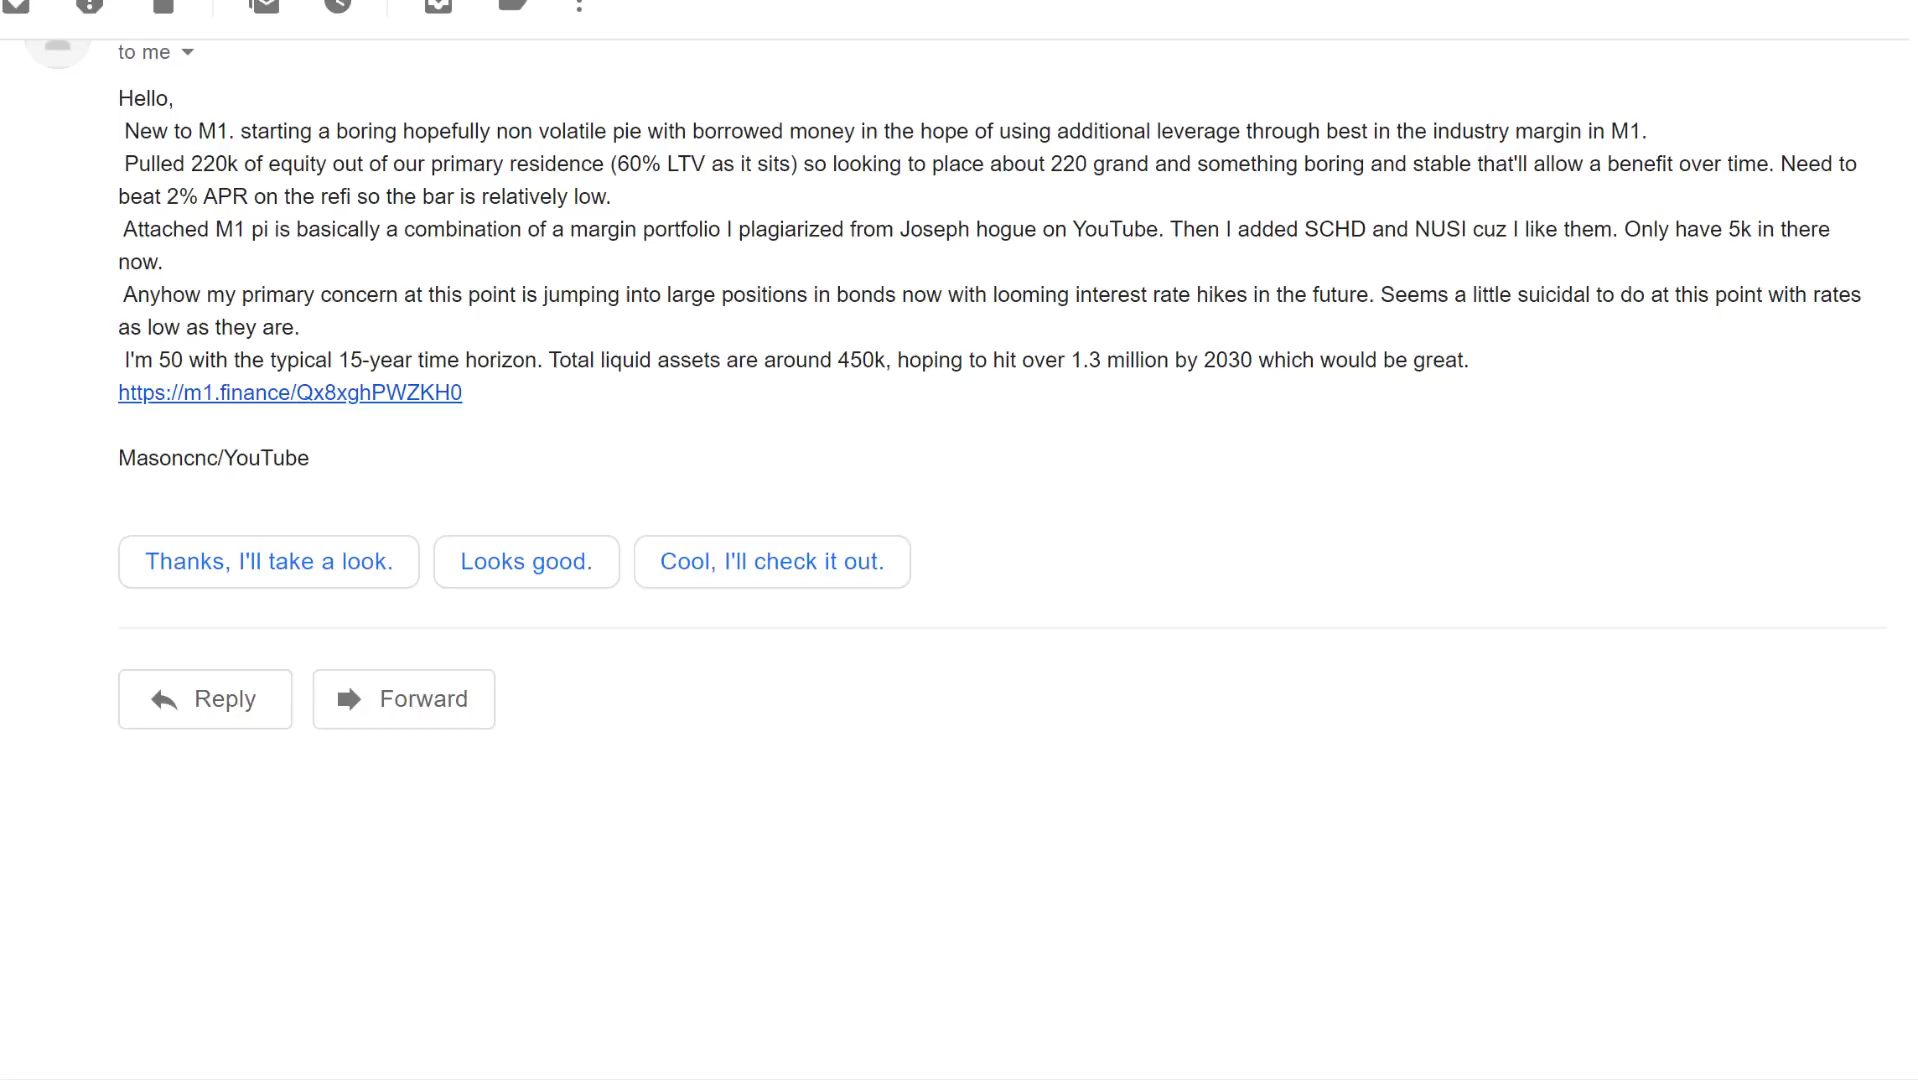 to me
Hello,
New to M1. starting a boring hopefully non volatile pie with borrowed money in the hope of using additional leverage through best in the industry margin in M1.
Pulled 220k of equity out of our primary residence (60% LTV as it sits) so looking to place about 220 grand and something boring and stable that'll allow a benefit over time. Need to
beat 2% APR on the refi so the bar is relatively low.
Attached M1 pi is basically a combination of a margin portfolio I plagiarized from Joseph hogue on YouTube. Then I added SCHD and NUSI cuz I like them. Only have 5k in there
now.
Anyhow my primary concern at this point is jumping into large positions in bonds now with looming interest rate hikes in the future. Seems a little suicidal to do at this point with rates
as low as they are.
I'm 50 with the typical 15-year time horizon. Total liquid assets are around 450k, hoping to hit over 1.3 million by 2030 which would be great.
https://m1.finance/Qx8xghPWZKH0
Masoncnc/YouTube
Thanks, I'll take a look. Looks good. Cool, I'll check it out.
Reply Forward